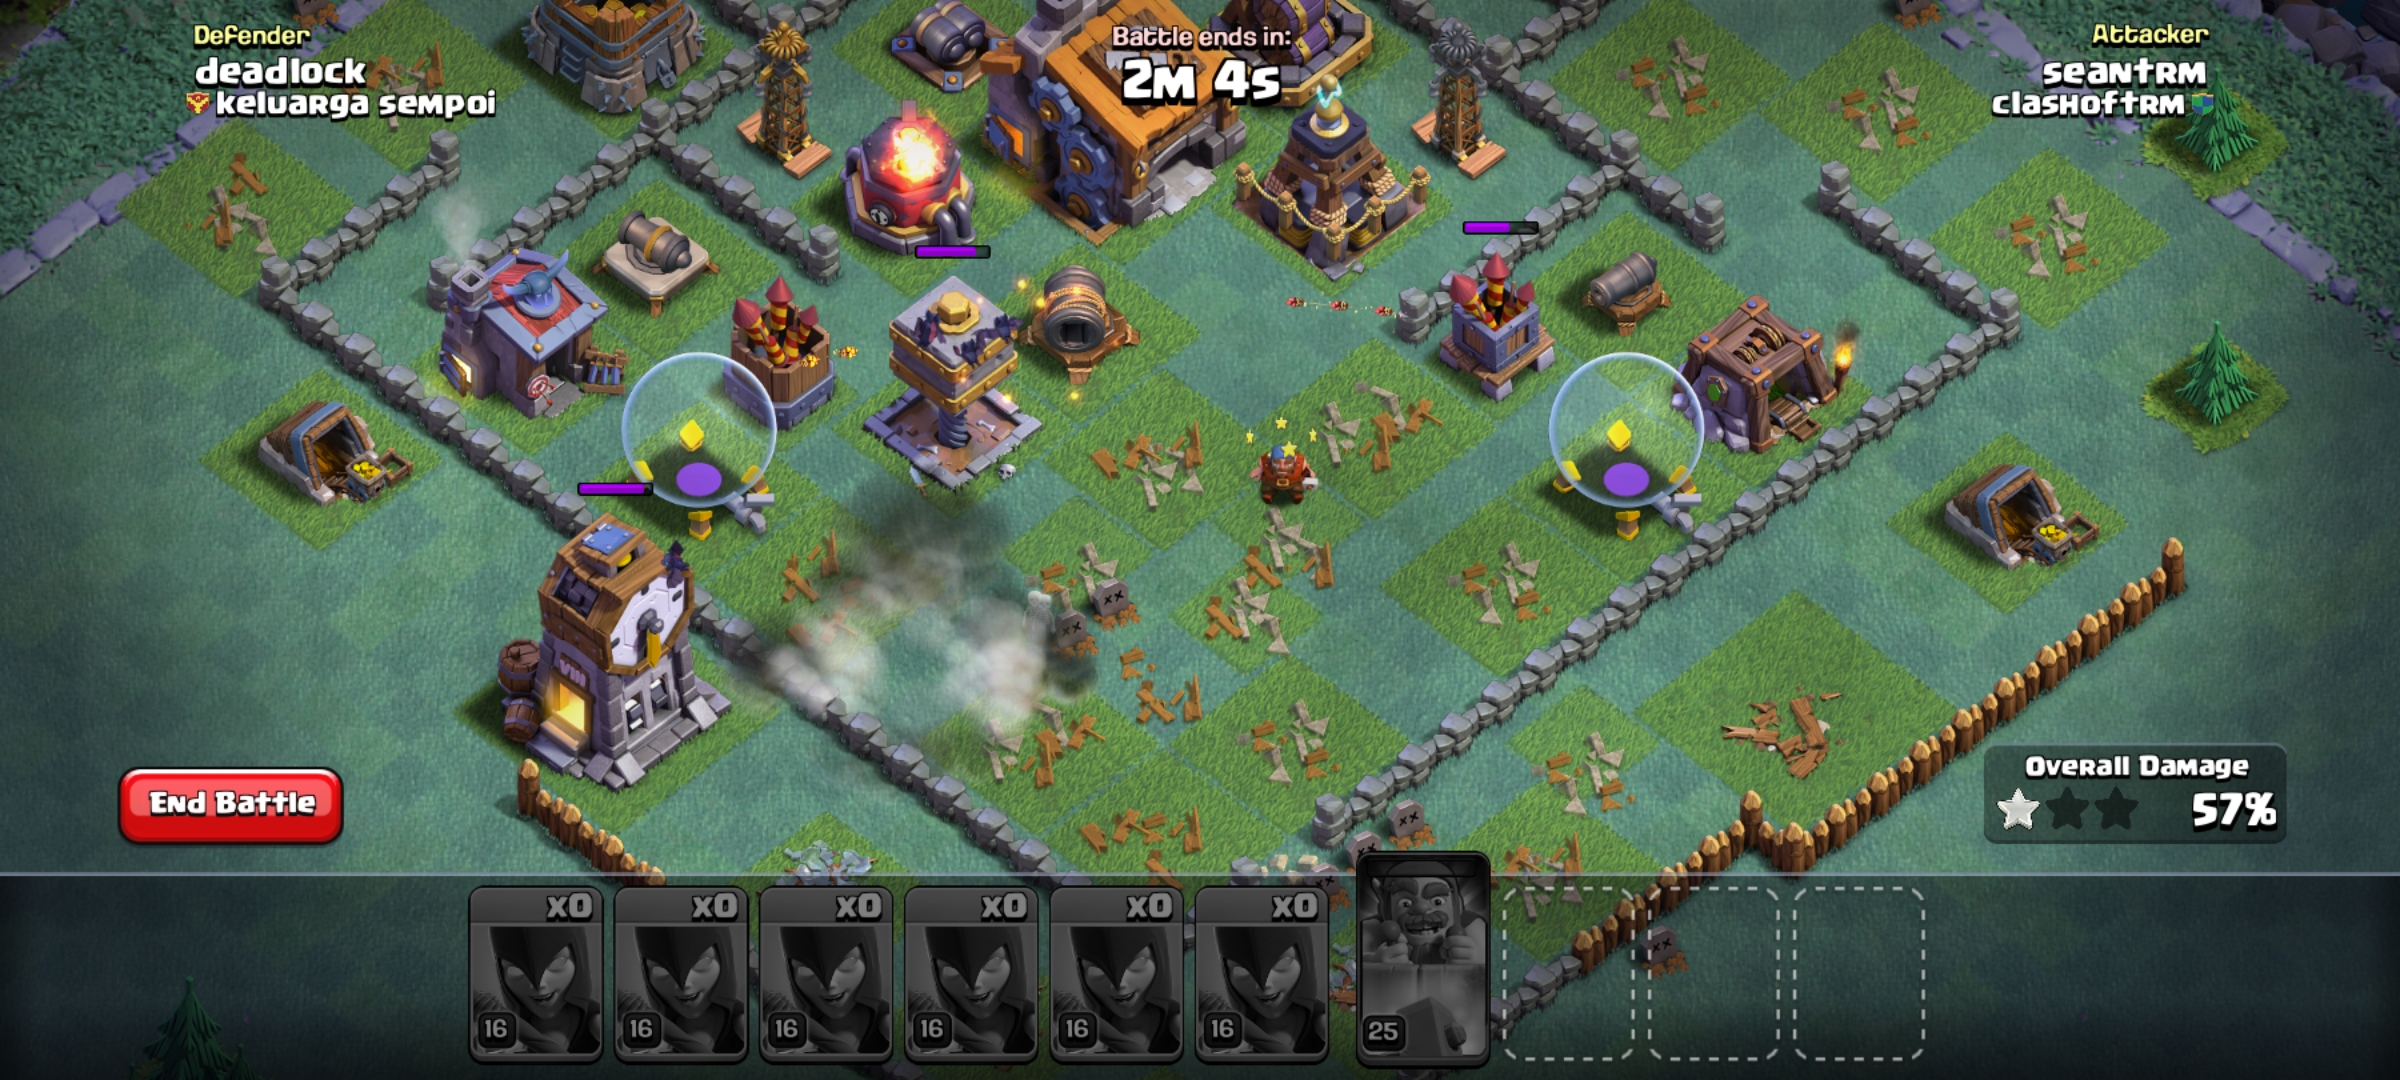 Defender
deadlock
keluarga sempoi
Battle ends in:
2M 4s
Attacker
seantrm
clashoftrm
VIII
End Battle
Overall Damage
57%
x0
x0
x0
x0
x0
x0
16
16
16
16
16
16
25